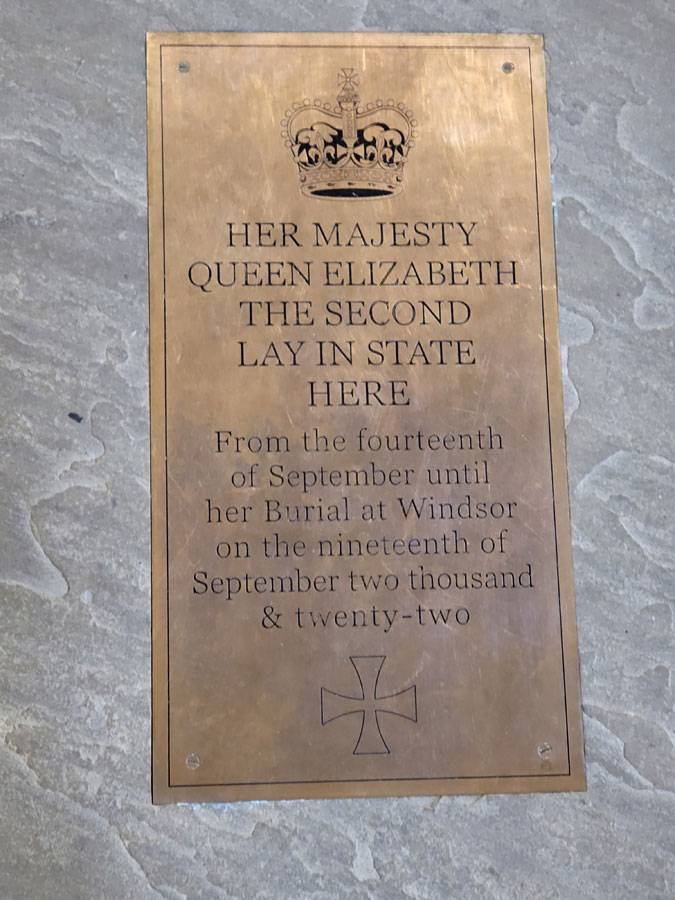 HER MAJESTY
QUEEN ELIZABETH
THE SECOND
LAY IN STATE
HERE
From the fourteenth
of September until
her Burial at Windsor
on the nineteenth of
September two thousand
& twenty-two